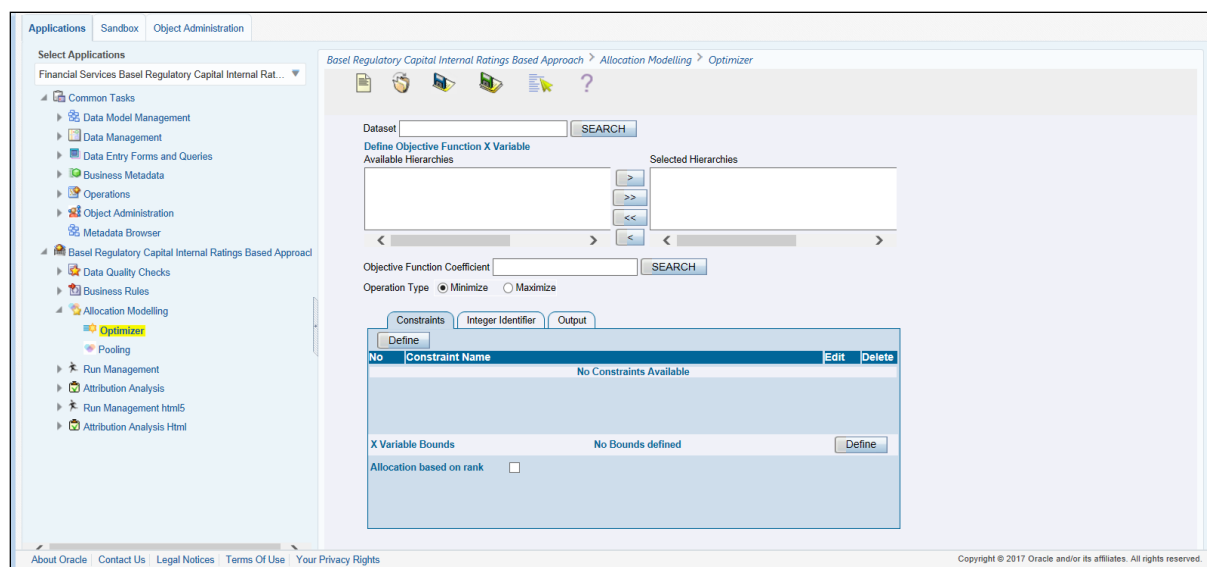 Applications Sandbox Object Administration
Select Applications
Financial Services Basel Regulatory Capital Internal Rat...
Common Tasks
Data Model Management
Data Management
Data Entry Forms and Queries
Business Metadata
Operations
Object Administration
Metadata Browser
Basel Regulatory Capital Internal Ratings Based Approacl
Data Quality Checks
Business Rules
Allocation Modelling
Optimizer
Pooling
Run Management
Attribution Analysis
Run Management html5
Attribution Analysis Html
Basel Regulatory Capital Internal Ratings Based Approach > Allocation Modelling > Optimizer
?
Dataset SEARCH
Define Objective Function X Variable
Available Hierarchies Selected Hierarchies
>
>>
<<
<
Objective Function Coefficient SEARCH
Operation Type Minimize Maximize
Constraints Integer Identifier Output
Define
No Constraint Name Edit Delete
No Constraints Available
X Variable Bounds No Bounds defined Define
Allocation based on rank
About Oracle | Contact Us | Legal Notices | Terms Of Use | Your Privacy Rights
Copyright © 2017 Oracle and/or its affiliates. All rights reserved.